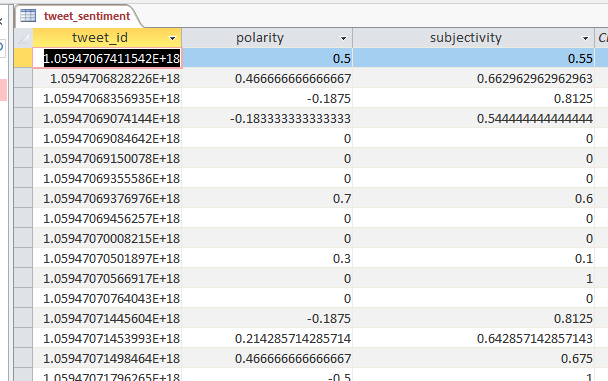 tweet_sentiment
tweet_id polarity subjectivity
1.05947067411542E+18 0.5 0.55
1.0594706828226E+18 0.466666666666667 0.662962962962963
1.05947068356935E+18 -0.1875 0.8125
1.05947069074144E+18 -0.183333333333333 0.544444444444444
1.05947069084642E+18 0 0
1.05947069150078E+18 0 0
1.05947069355586E+18 0 0
1.05947069376976E+18 0.7 0.6
1.05947069456257E+18 0 0
1.05947070008215E+18 0 0
1.05947070501897E+18 0.3 0.1
1.05947070566917E+18 0 1
1.05947070764043E+18 0 0
1.05947071445604E+18 -0.1875 0.8125
1.05947071453993E+18 0.214285714285714 0.642857142857143
1.05947071498464E+18 0.466666666666667 0.675
1.05947071796265E+18 -0.5 1